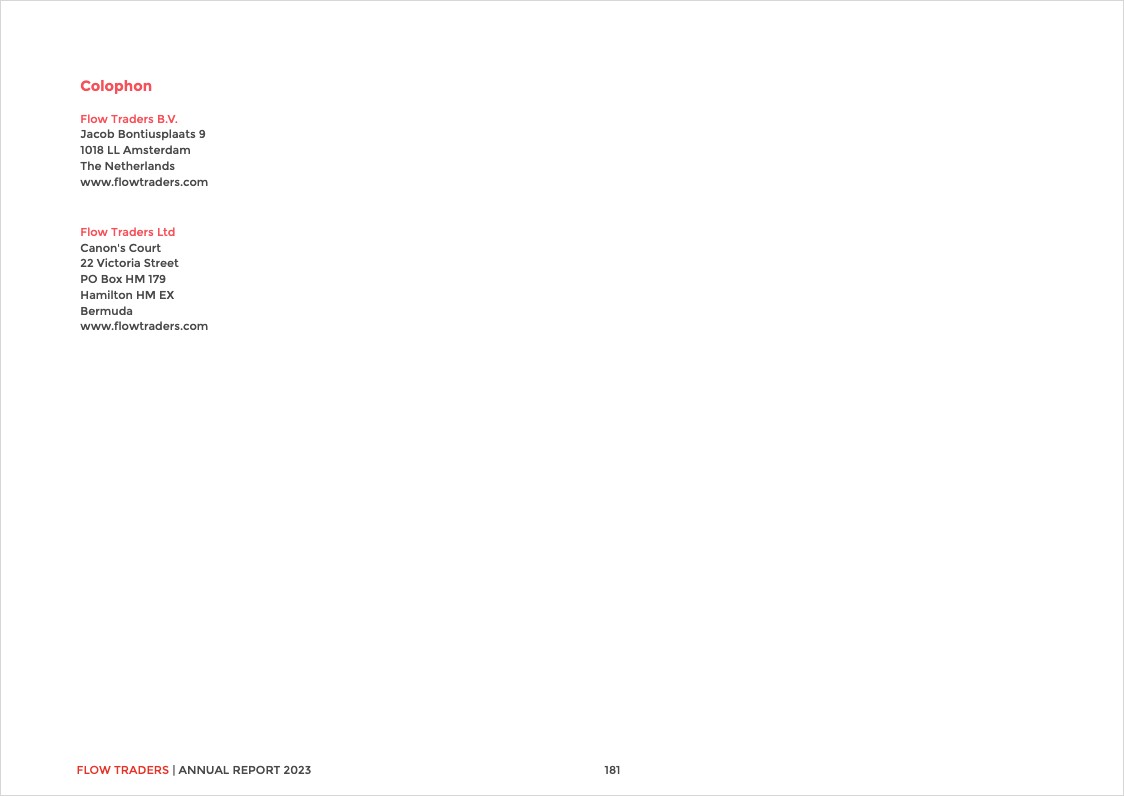 Colophon
Flow Traders B.V.
Jacob Bontiusplaats 9
1018 LL Amsterdam
The Netherlands
www.flowtraders.com
Flow Traders Ltd
Canon's Court
22 Victoria Street
PO Box HM 179
Hamilton HM EX
Bermuda
www.flowtraders.com
FLOW TRADERS | ANNUAL REPORT 2023 181